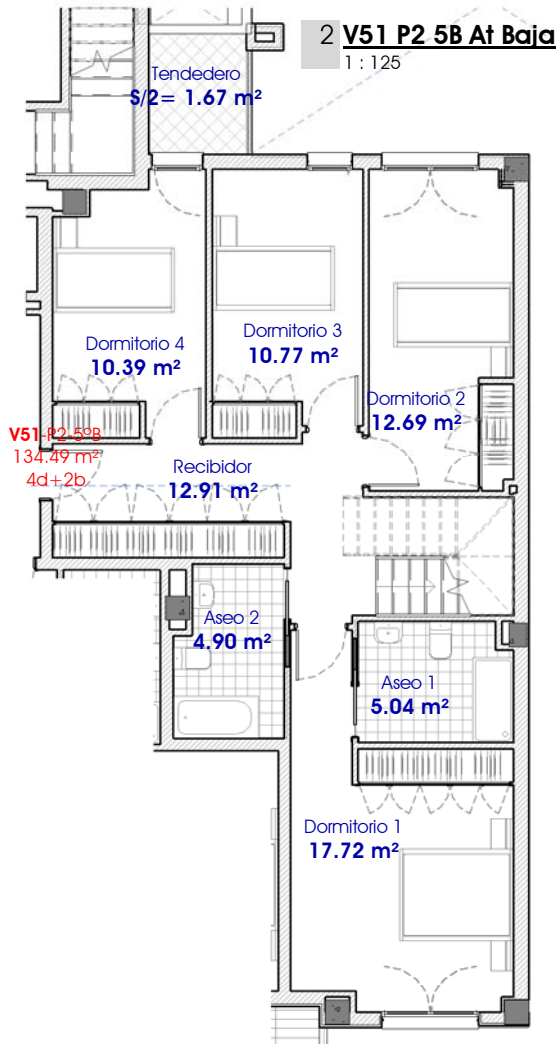 2 V51 P2 5B At Baja
1 : 125
Tendedero
S/2= 1.67 m²
Dormitorio 4
10.39 m²
Dormitorio 3
10.77 m²
Dormitorio 2
12.69 m²
V51-P2-5ºB
134.49 m²
4d+2b
Recibidor
12.91 m²
Aseo 2
4.90 m²
Aseo 1
5.04 m²
Dormitorio 1
17.72 m²